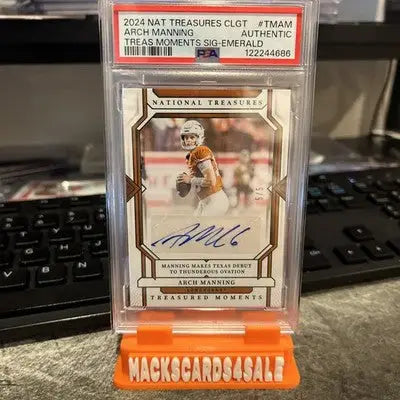 2024 NAT TREASURES CLGT #TMAM
ARCH MANNING AUTHENTIC
TREAS MOMENTS SIG-EMERALD
PSA 122244686
NATIONAL TREASURES
5/5
MANNING MAKES TEXAS DEBUT
TO THUNDEROUS OVATION
ARCH MANNING
LONGHORNS
TREASURED MOMENTS
MACKSCARDS4SALE